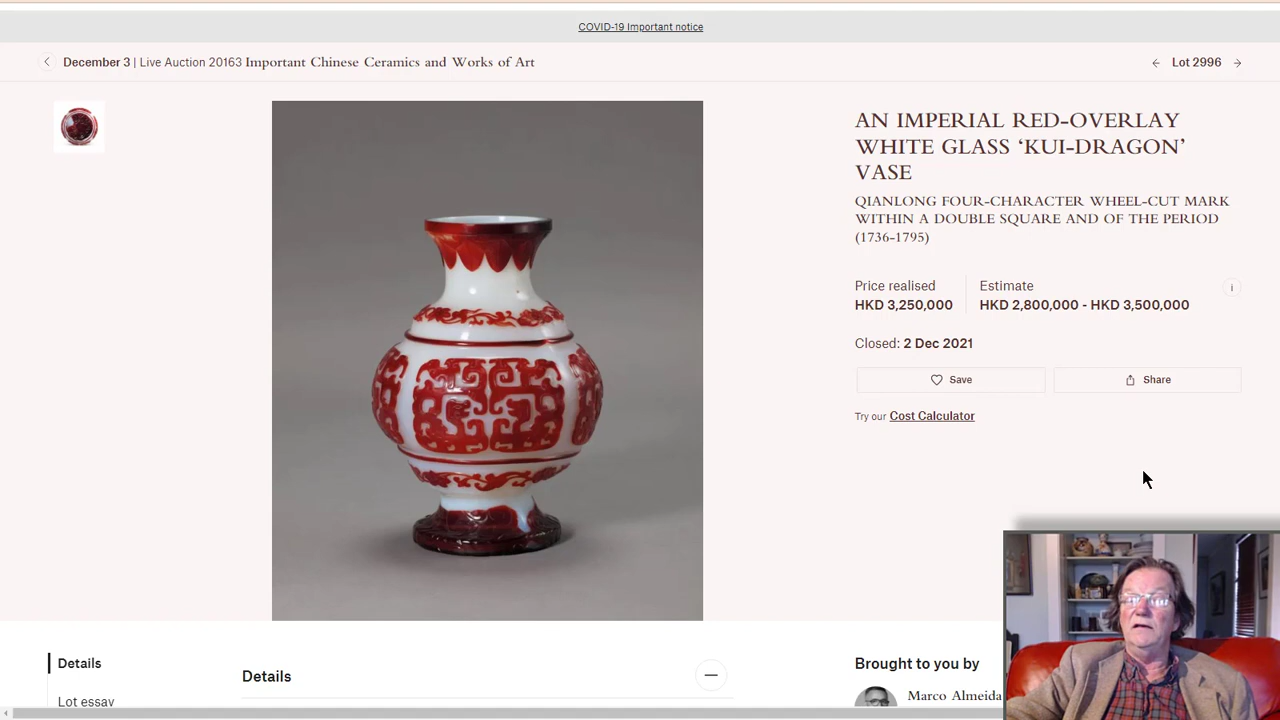 COVID-19 Important notice
December 3 | Live Auction 20163 Important Chinese Ceramics and Works of Art
Lot 2996
AN IMPERIAL RED-OVERLAY
WHITE GLASS ‘KUI-DRAGON’
VASE
QIANLONG FOUR-CHARACTER WHEEL-CUT MARK
WITHIN A DOUBLE SQUARE AND OF THE PERIOD
(1736-1795)
Price realised
HKD 3,250,000
Estimate
HKD 2,800,000 - HKD 3,500,000
i
Closed: 2 Dec 2021
Save
Share
Try our Cost Calculator
Details
Lot essay
Details
Brought to you by
Marco Almeida